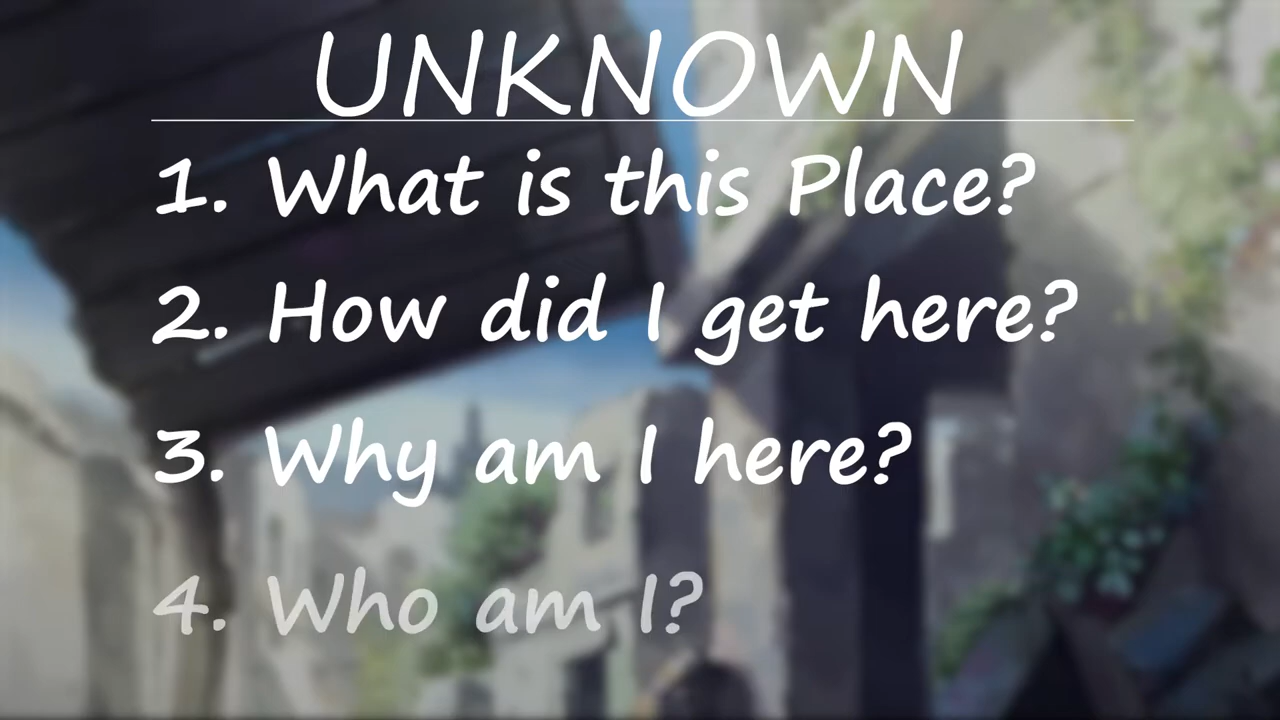 UNKNOWN
1. What is this Place?
2. How did I get here?
3. Why am I here?
4. Who am I?